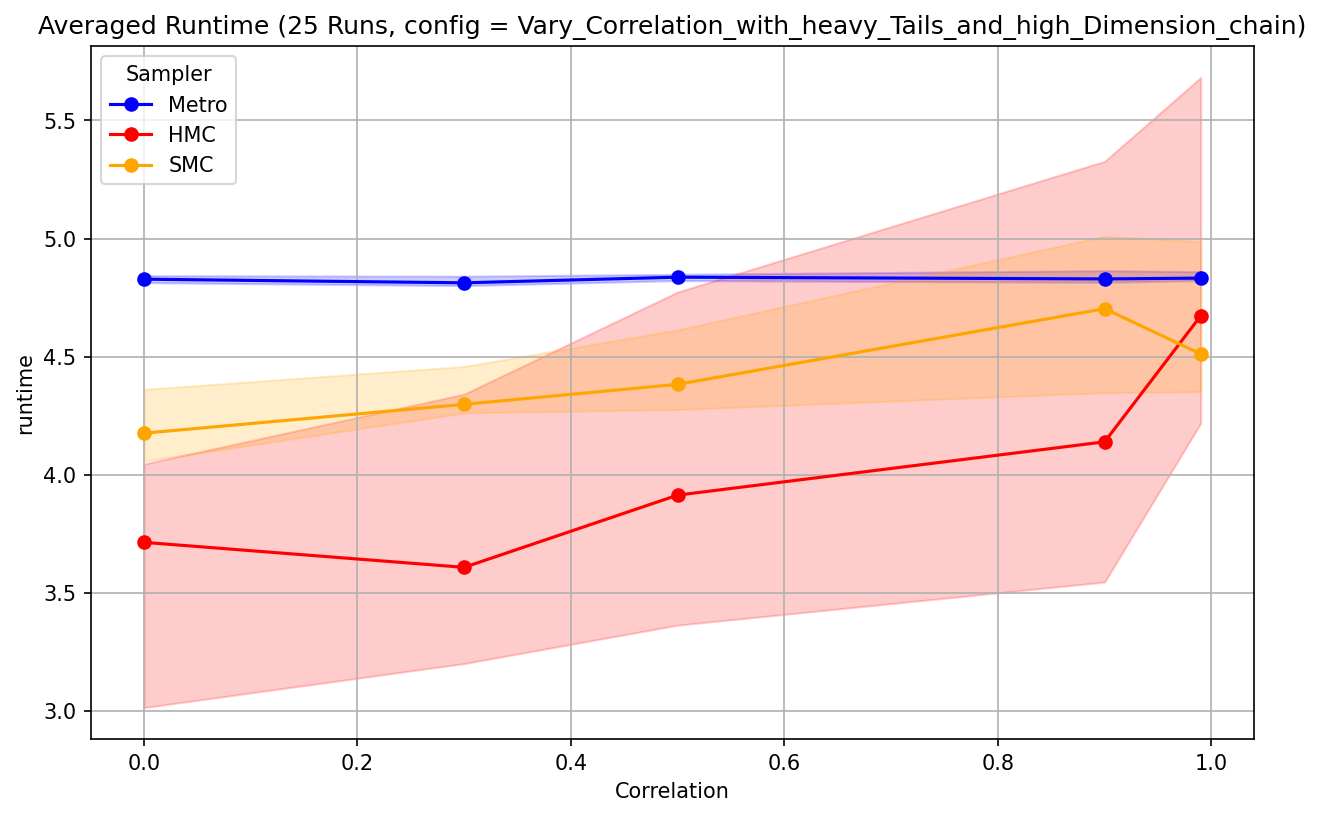 Averaged Runtime (25 Runs, config = Vary_Correlation_with_heavy_Tails_and_high_Dimension_chain)
Sampler
Metro
HMC
SMC
5.5
5.0
4.5
4.0
3.5
3.0
runtime
0.0 0.2 0.4 0.6 0.8 1.0
Correlation